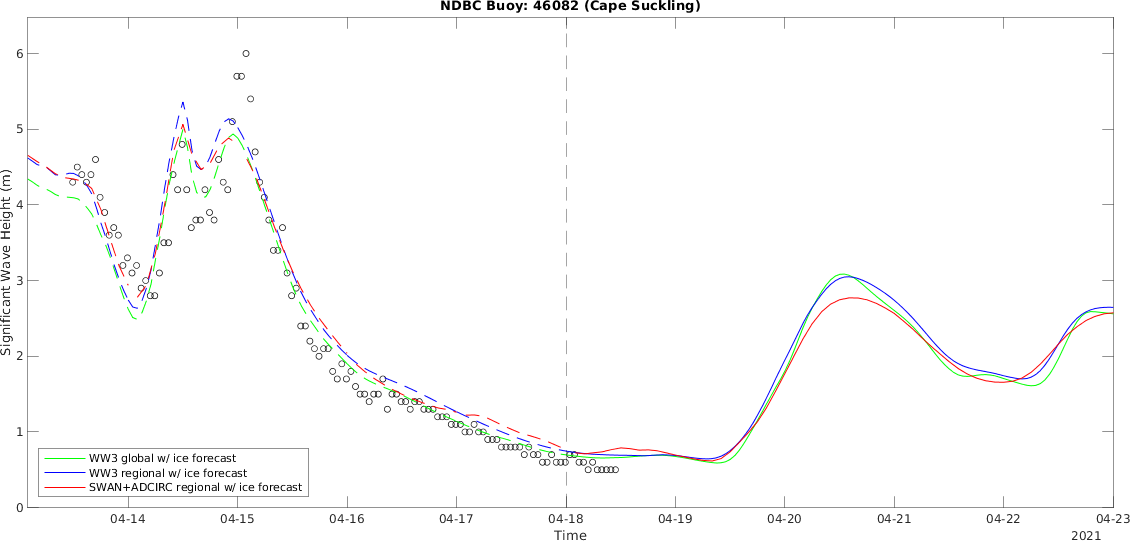 NDBC Buoy: 46082 (Cape Suckling)
6
5
4
3
2
1
0
Significant Wave Height (m)
WW3 global w/ ice forecast
WW3 regional w/ ice forecast
SWAN+ADCIRC regional w/ ice forecast
04-14 04-15 04-16 04-17 04-18 04-19 04-20 04-21 04-22 04-23
Time
2021